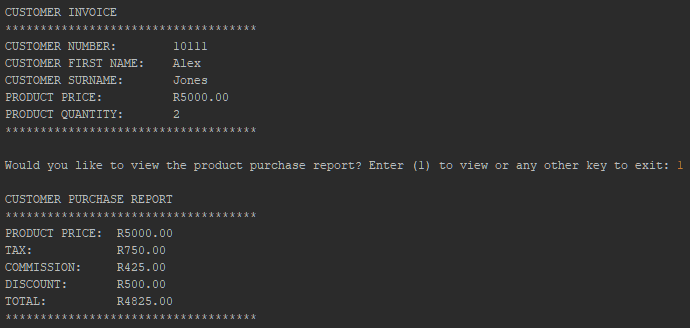 CUSTOMER INVOICE
************************************
CUSTOMER NUMBER: 10111
CUSTOMER FIRST NAME: Alex
CUSTOMER SURNAME: Jones
PRODUCT PRICE: R5000.00
PRODUCT QUANTITY: 2
************************************
Would you like to view the product purchase report? Enter (1) to view or any other key to exit: 1
CUSTOMER PURCHASE REPORT
************************************
PRODUCT PRICE: R5000.00
TAX: R750.00
COMMISSION: R425.00
DISCOUNT: R500.00
TOTAL: R4825.00
************************************